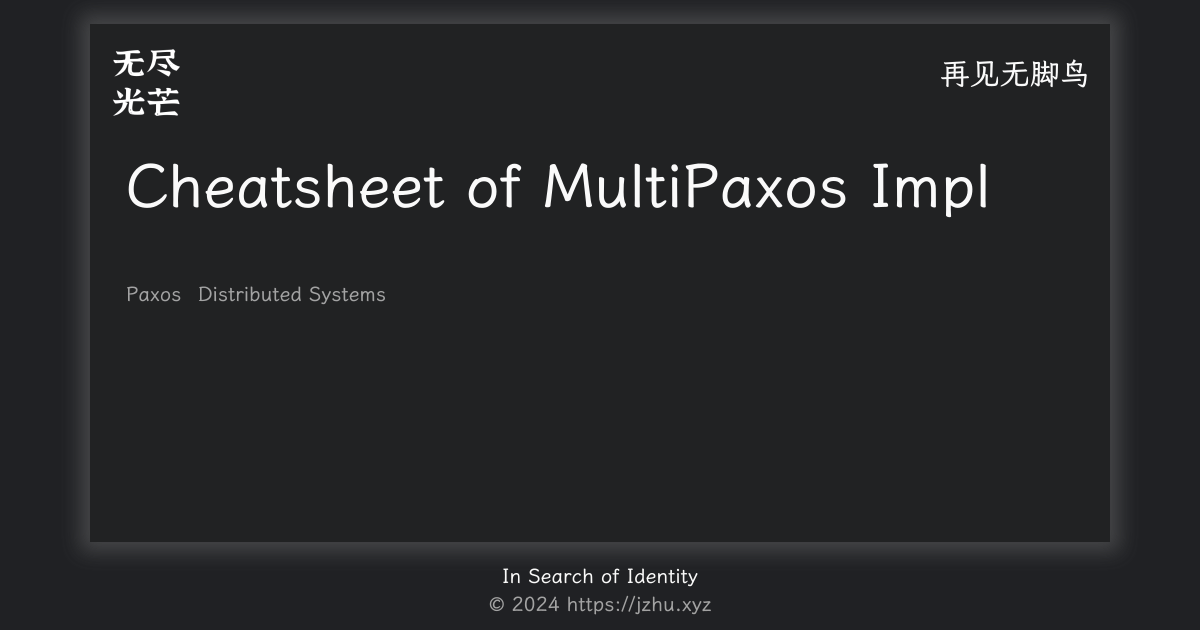 无尽
光芒
再见无脚鸟
Cheatsheet of MultiPaxos Impl
Paxos Distributed Systems
In Search of Identity
© 2024 https://jzhu.xyz